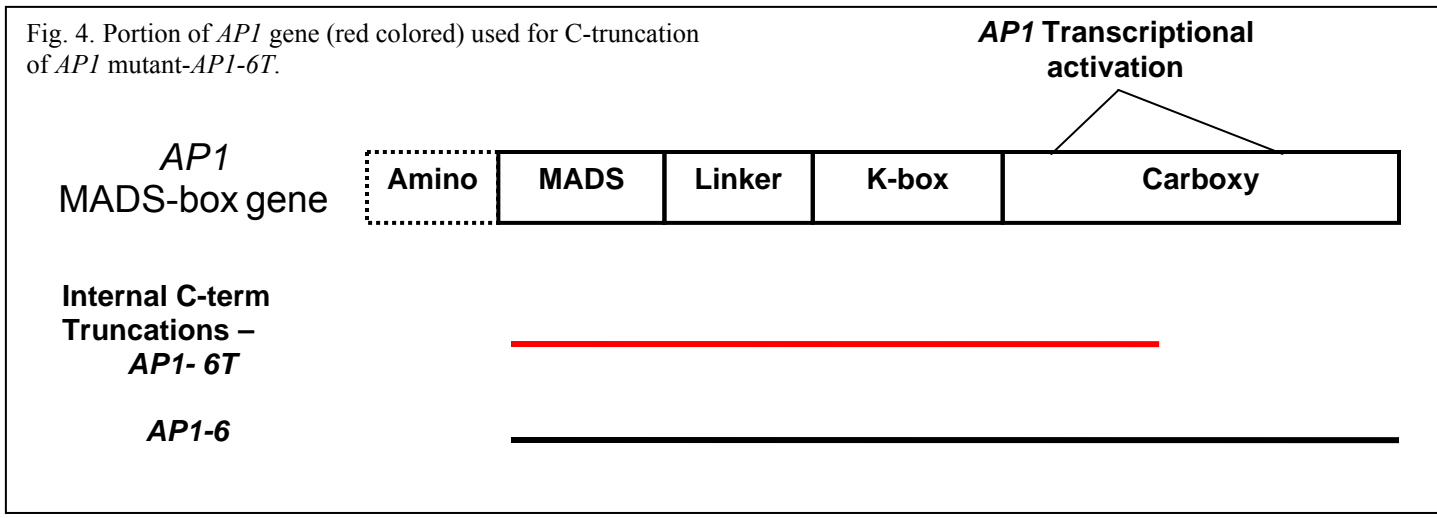 Fig. 4. Portion of AP1 gene (red colored) used for C-truncation
of AP1 mutant-AP1-6T.
AP1 Transcriptional
activation
AP1
MADS-box gene
Amino
MADS
Linker
K-box
Carboxy
Internal C-term
Truncations –
AP1- 6T
AP1-6